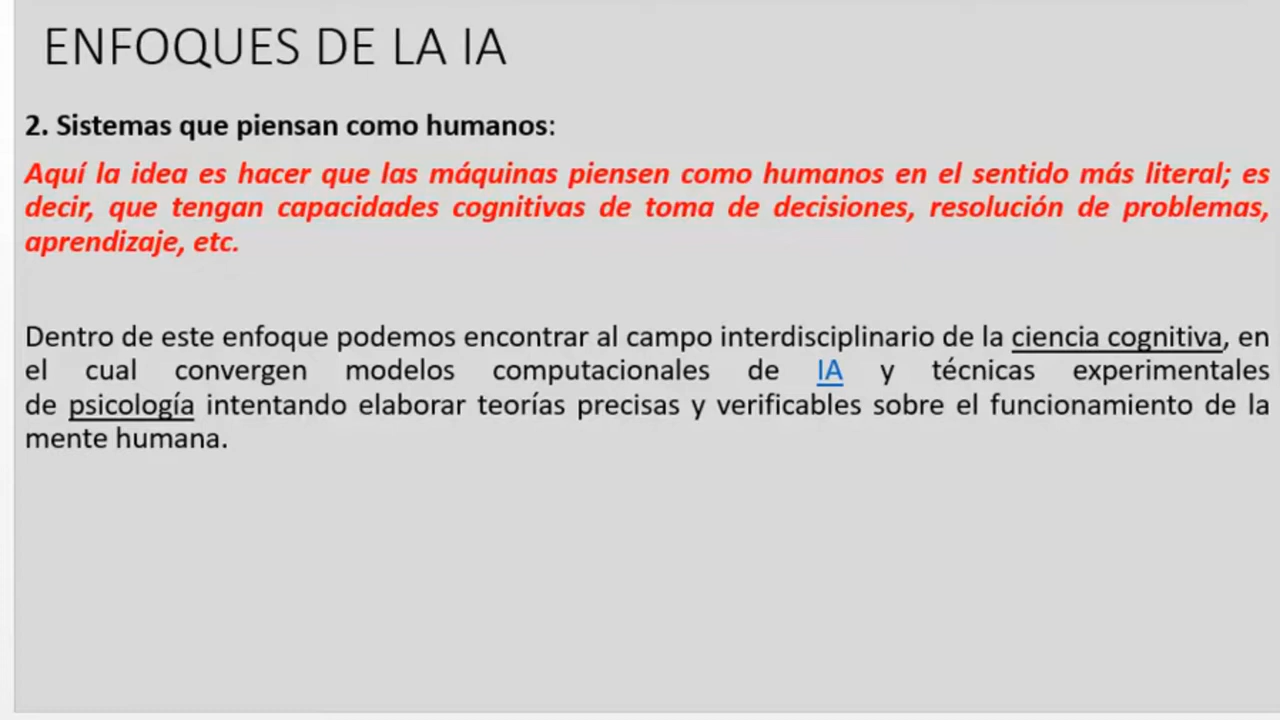 ENFOQUES DE LA IA
2. Sistemas que piensan como humanos:
Aquí la idea es hacer que las máquinas piensen como humanos en el sentido más literal; es
decir, que tengan capacidades cognitivas de toma de decisiones, resolución de problemas,
aprendizaje, etc.
Dentro de este enfoque podemos encontrar al campo interdisciplinario de la ciencia cognitiva, en
el cual convergen modelos computacionales de IA y técnicas experimentales
de psicología intentando elaborar teorías precisas y verificables sobre el funcionamiento de la
mente humana.